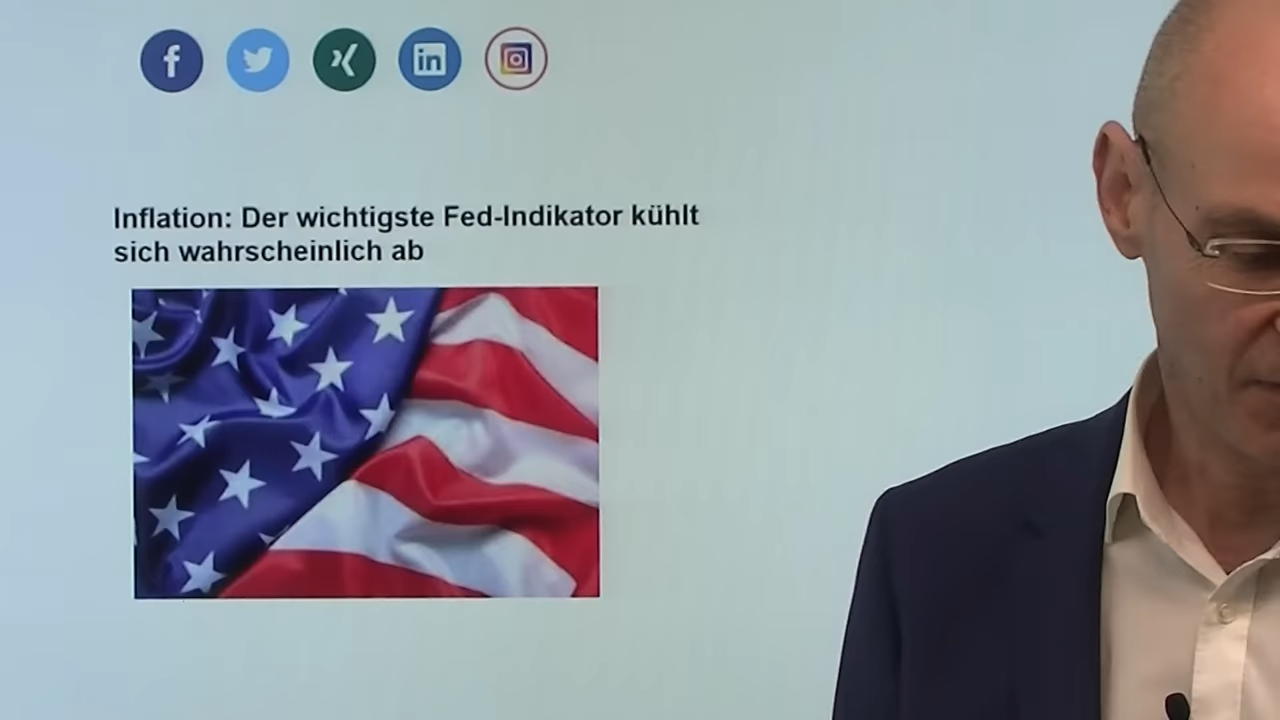 Inflation: Der wichtigste Fed-Indikator kühlt
sich wahrscheinlich ab